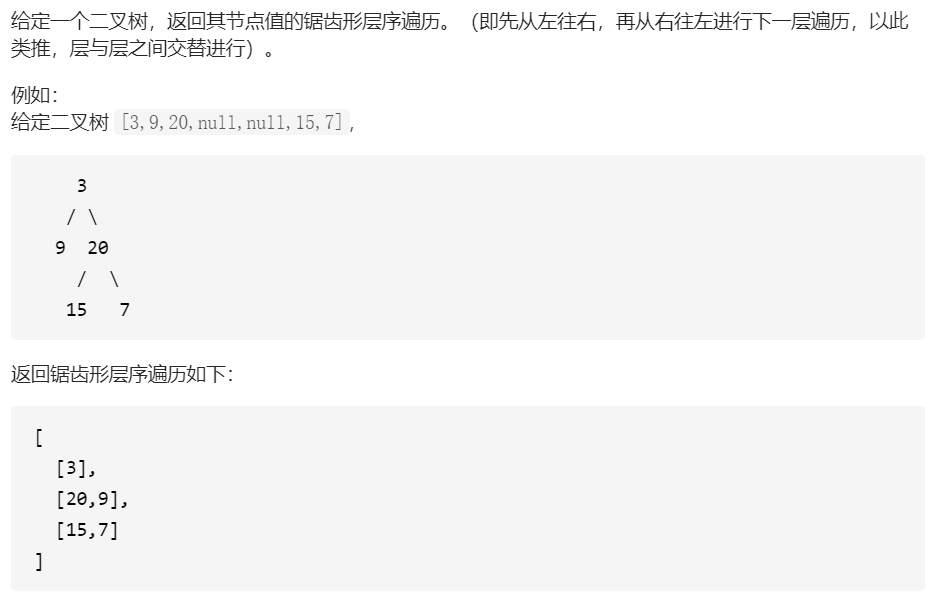 给定一个二叉树，返回其节点值的锯齿形层序遍历。（即先从左往右，再从右往左进行下一层遍历，以此
类推，层与层之间交替进行）。
例如：
给定二叉树 [3,9,20,null,null,15,7],
3
/ \
9 20
/ \
15 7
返回锯齿形层序遍历如下：
[
[3],
[20,9],
[15,7]
]